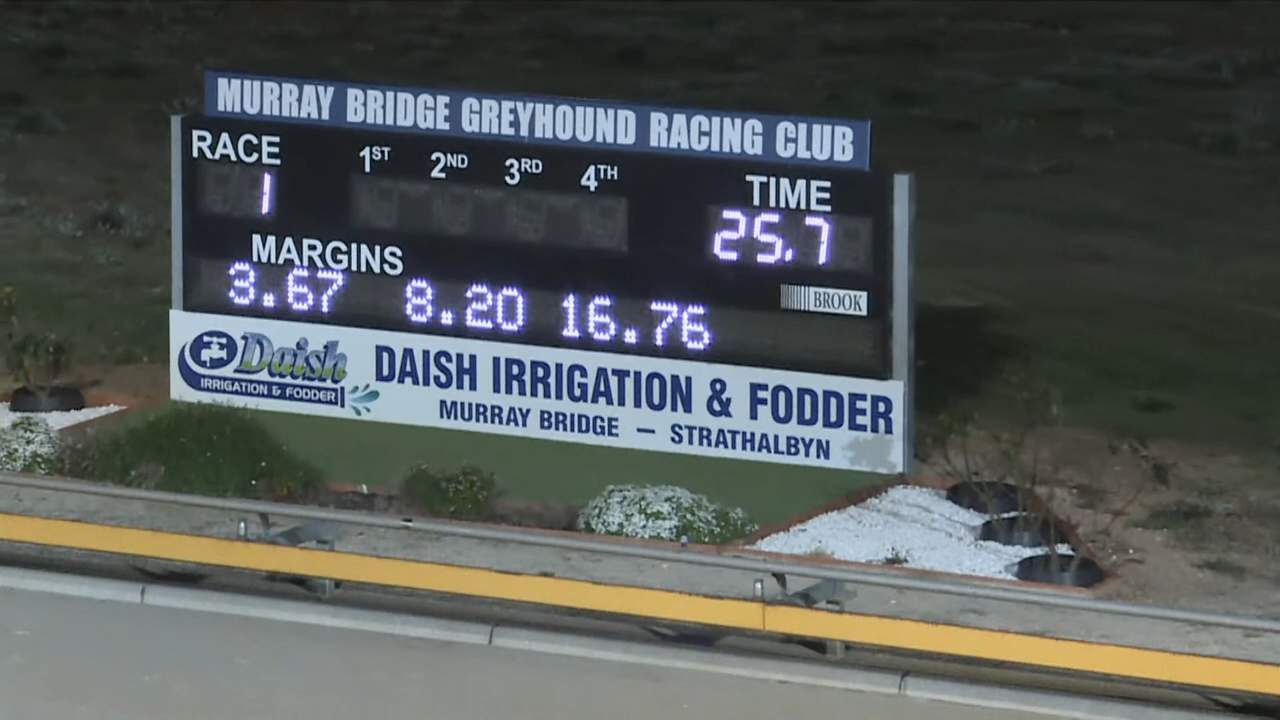 MURRAY BRIDGE GREYHOUND RACING CLUB
RACE 1ST 2ND 3RD 4TH TIME
1 25.7
MARGINS
3.67 8.20 16.76
BROOK
Daish
IRRIGATION & FODDER
DAISH IRRIGATION & FODDER
MURRAY BRIDGE — STRATHALBYN